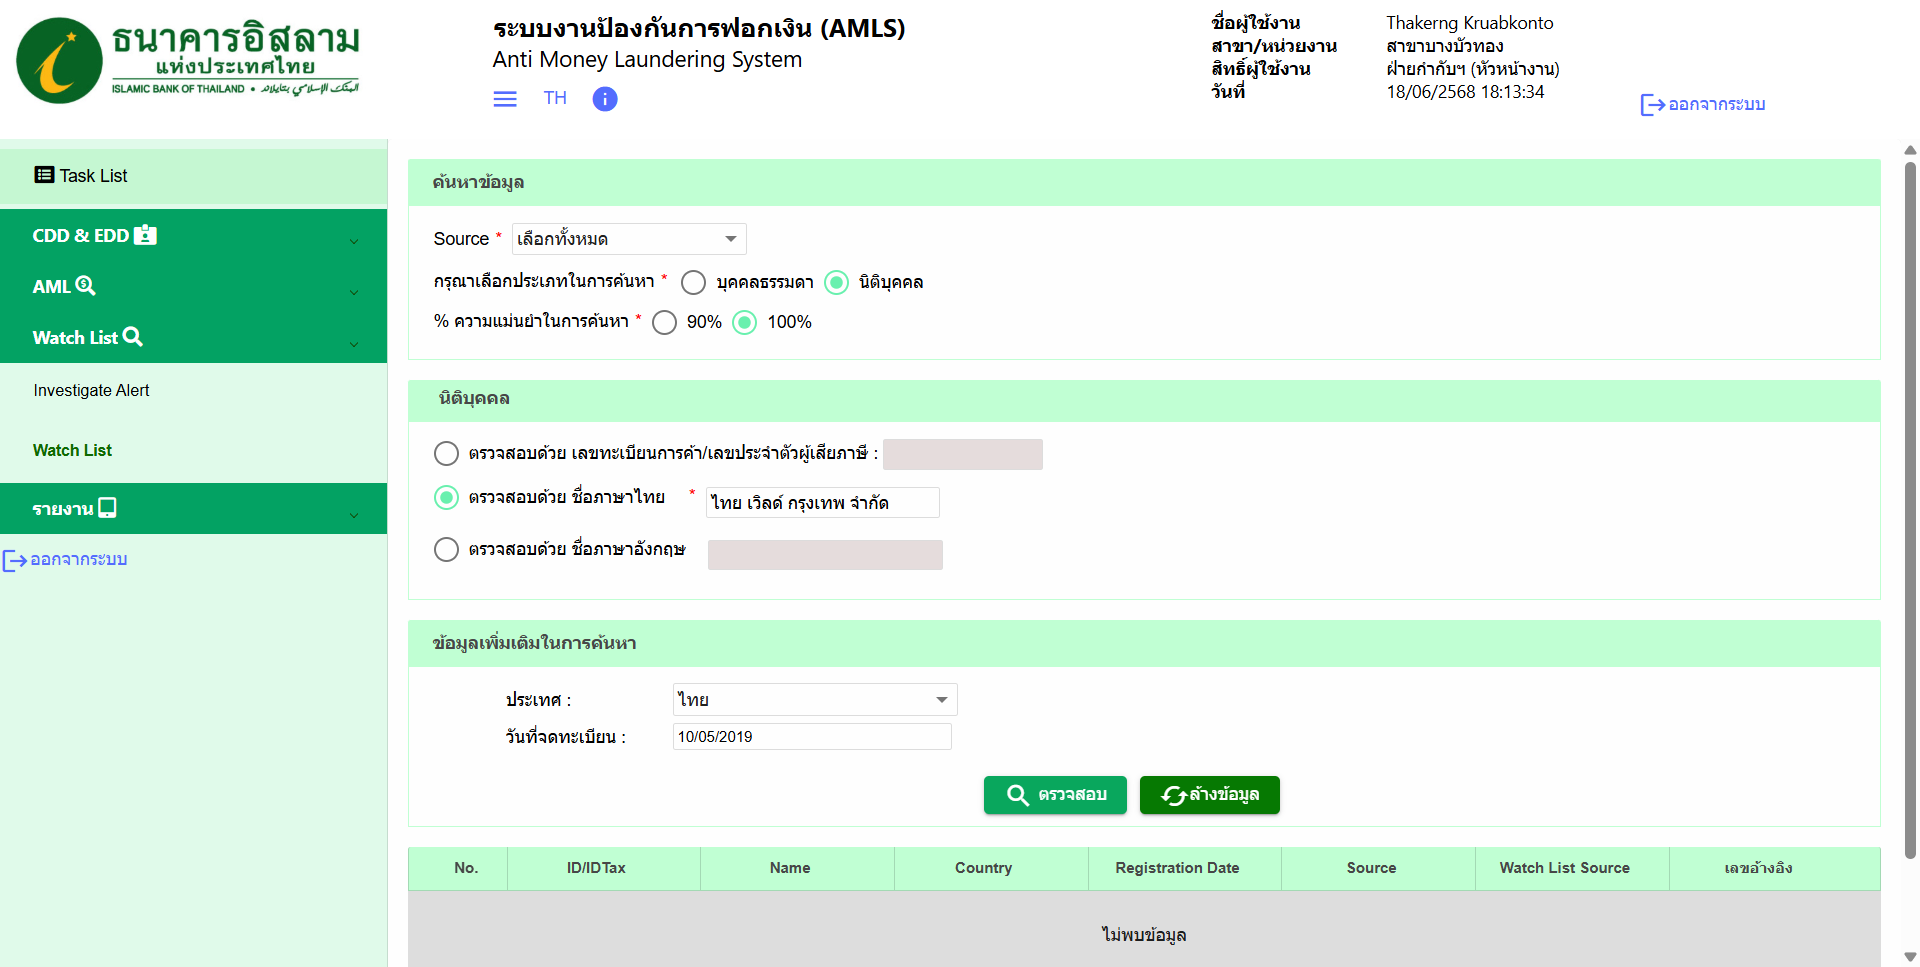 ธนาคารอิสลาม
แห่งประเทศไทย
ISLAMIC BANK OF THAILAND •
ระบบงานป้องกันการฟอกเงิน (AMLS)
Anti Money Laundering System
TH
ชื่อผู้ใช้งาน Thakerng Kruabkonto
สาขา/หน่วยงาน สาขาบางบัวทอง
สิทธิ์ผู้ใช้งาน ฝ่ายกำกับฯ (หัวหน้างาน)
วันที่ 18/06/2568 18:13:34
ออกจากระบบ
Task List
CDD & EDD
AML
Watch List
Investigate Alert
Watch List
รายงาน
ออกจากระบบ
ค้นหาข้อมูล
Source * เลือกทั้งหมด
กรุณาเลือกประเภทในการค้นหา * บุคคลธรรมดา นิติบุคคล
% ความแม่นยำในการค้นหา * 90% 100%
นิติบุคคล
ตรวจสอบด้วย เลขทะเบียนการค้า/เลขประจำตัวผู้เสียภาษี :
ตรวจสอบด้วย ชื่อภาษาไทย * ไทย เวิลด์ กรุงเทพ จำกัด
ตรวจสอบด้วย ชื่อภาษาอังกฤษ
ข้อมูลเพิ่มเติมในการค้นหา
ประเทศ : ไทย
วันที่จดทะเบียน : 10/05/2019
ตรวจสอบ ล้างข้อมูล
No. ID/IDTax Name Country Registration Date Source Watch List Source เลขอ้างอิง
ไม่พบข้อมูล